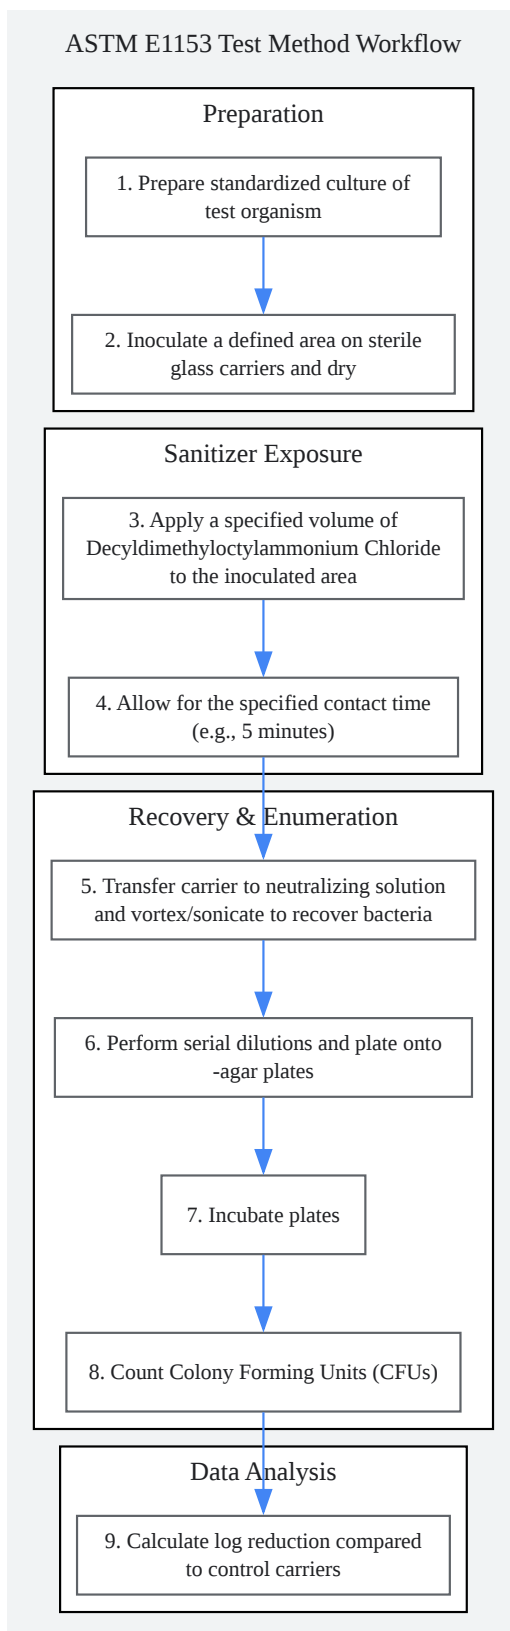 ASTM E1153 Test Method Workflow
Preparation
1. Prepare standardized culture of
test organism
2. Inoculate a defined area on sterile
glass carriers and dry
Sanitizer Exposure
3. Apply a specified volume of
Decyldimethyloctylammonium Chloride
to the inoculated area
4. Allow for the specified contact time
(e.g., 5 minutes)
Recovery & Enumeration
5. Transfer carrier to neutralizing solution
and vortex/sonicate to recover bacteria
6. Perform serial dilutions and plate onto
-agar plates
7. Incubate plates
8. Count Colony Forming Units (CFUs)
Data Analysis
9. Calculate log reduction compared
to control carriers